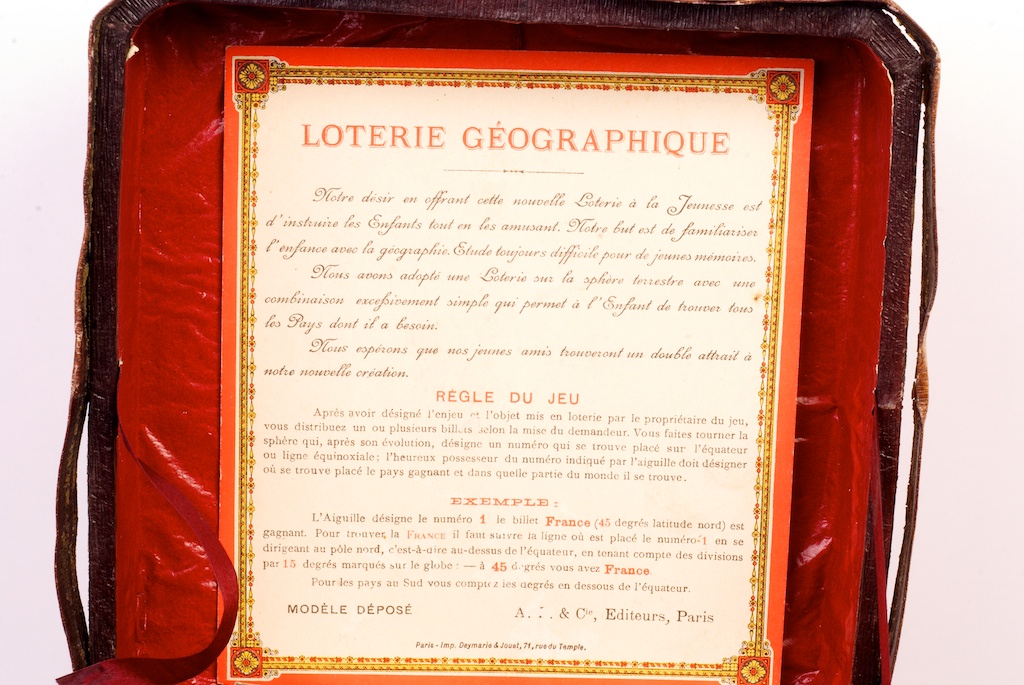 LOTERIE GÉOGRAPHIQUE
Notre désir en offrant cette nouvelle Loterie à la Jeunesse est
d'instruire les Enfants tout en les amusant. Notre but est de familiariser
l'enfance avec la géographie. Etude toujours difficile pour de jeunes mémoires.
Nous avons adopté une Loterie sur la sphère terrestre avec une
combinaison excessivement simple qui permet à l'Enfant de trouver tous
les Pays dont il a besoin.
Nous espérons que nos jeunes amis trouveront un double attrait à
notre nouvelle création.
RÈGLE DU JEU
Après avoir désigné l'enjeu et l'objet mis en loterie par le propriétaire du jeu,
vous distribuez un ou plusieurs billets selon la mise du demandeur. Vous faites tourner la
sphère qui, après son évolution, désigne un numéro qui se trouve placé sur l'équateur
ou ligne équinoxiale: l'heureux possesseur du numéro indiqué par l'aiguille doit désigner
où se trouve placé le pays gagnant et dans quelle partie du monde il se trouve.
EXEMPLE:
L'Aiguille désigne le numéro 1 le billet France (45 degrés latitude nord) est
gagnant. Pour trouver la FRANCE il faut suivre la ligne où est placé le numéro 1 en se
dirigeant au pôle nord, c'est-à-dire au-dessus de l'équateur, en tenant compte des divisions
par 15 degrés marqués sur le globe: — à 45 degrés vous avez France.
Pour les pays au Sud vous comptez les degrés en dessous de l'équateur.
MODÈLE DÉPOSÉ
A. & Cie, Editeurs, Paris
Paris - Imp. Deymarie & Jouet, 71, rue du Temple.